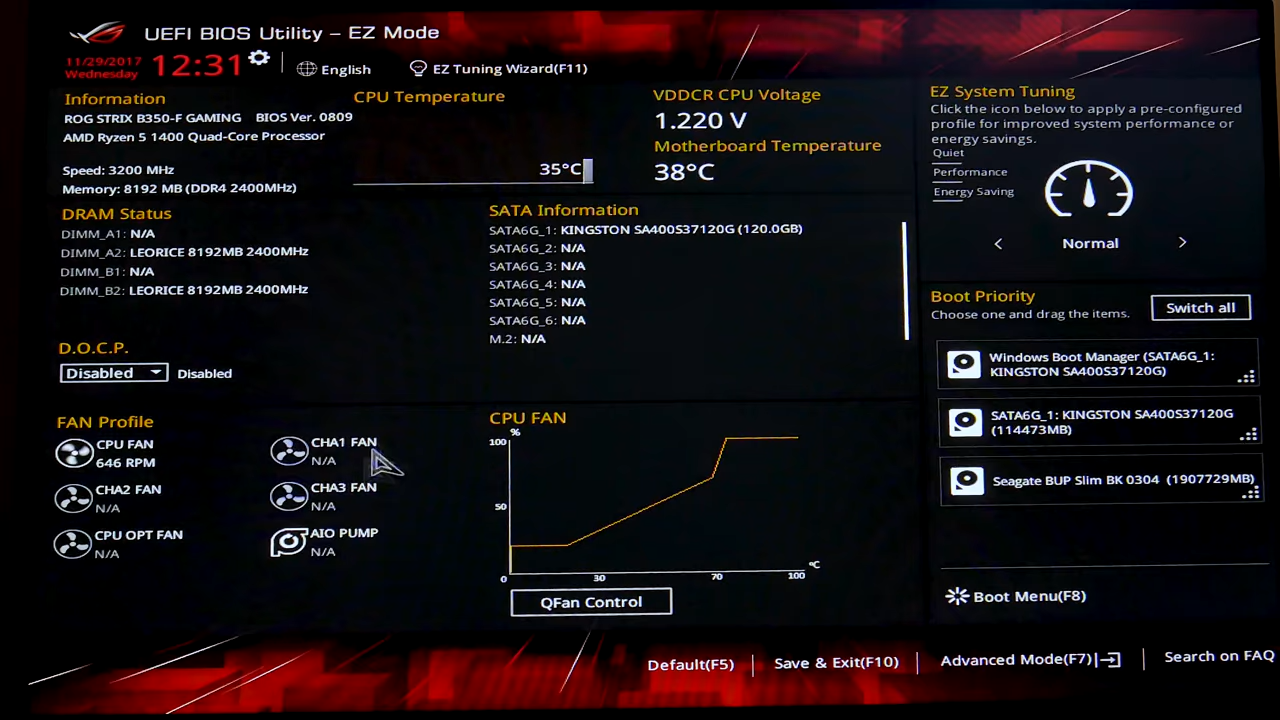 UEFI BIOS Utility – EZ Mode
11/29/2017
Wednesday
12:31
English
EZ Tuning Wizard(F11)
Information
ROG STRIX B350-F GAMING BIOS Ver. 0809
AMD Ryzen 5 1400 Quad-Core Processor
Speed: 3200 MHz
Memory: 8192 MB (DDR4 2400MHz)
CPU Temperature
35°C
VDDCR CPU Voltage
1.220 V
Motherboard Temperature
38°C
EZ System Tuning
Click the icon below to apply a pre-configured
profile for improved system performance or
energy savings.
Quiet
Performance
Energy Saving
Normal
DRAM Status
DIMM_A1: N/A
DIMM_A2: LEORICE 8192MB 2400MHz
DIMM_B1: N/A
DIMM_B2: LEORICE 8192MB 2400MHz
SATA Information
SATA6G_1: KINGSTON SA400S37120G (120.0GB)
SATA6G_2: N/A
SATA6G_3: N/A
SATA6G_4: N/A
SATA6G_5: N/A
SATA6G_6: N/A
M.2: N/A
D.O.C.P.
Disabled Disabled
Boot Priority
Choose one and drag the items.
Switch all
Windows Boot Manager (SATA6G_1:
KINGSTON SA400S37120G)
SATA6G_1: KINGSTON SA400S37120G
(114473MB)
Seagate BUP Slim BK 0304 (1907729MB)
FAN Profile
CPU FAN
646 RPM
CHA1 FAN
N/A
CHA2 FAN
N/A
CHA3 FAN
N/A
CPU OPT FAN
N/A
AIO PUMP
N/A
CPU FAN
%
100
50
0 30 70 100
°C
QFan Control
Boot Menu(F8)
Default(F5)
Save & Exit(F10)
Advanced Mode(F7)
Search on FAQ